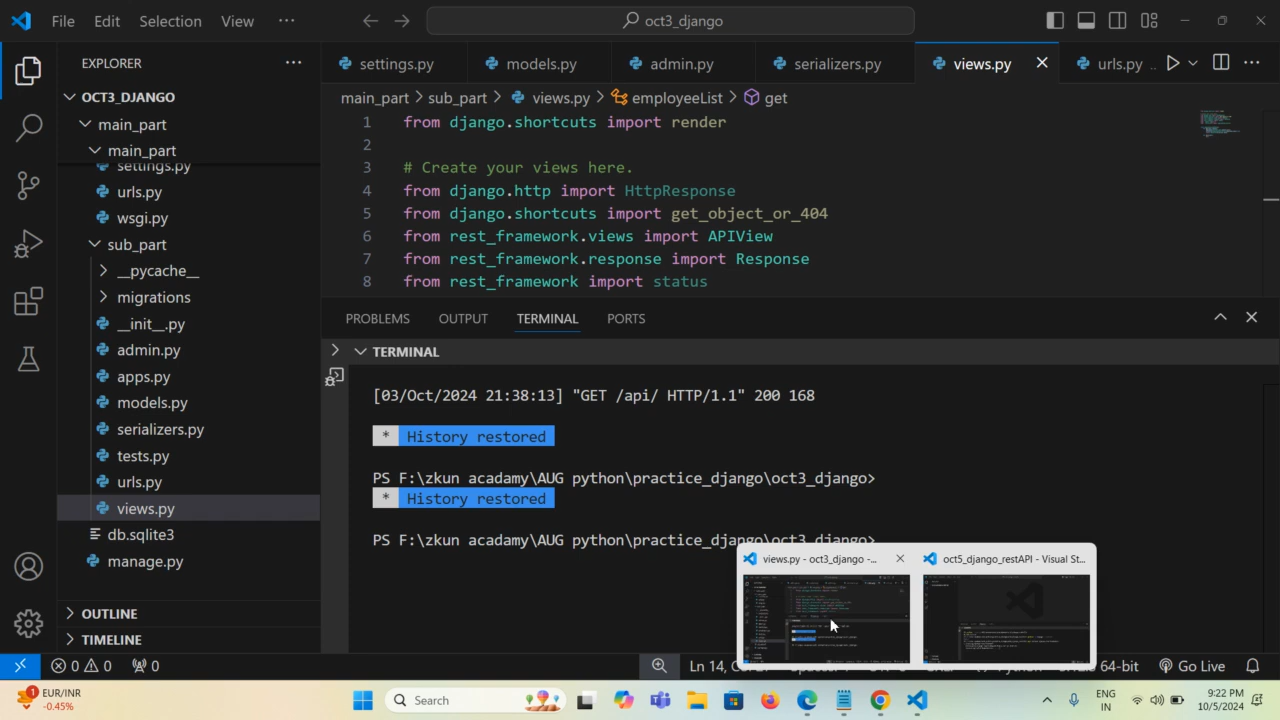 File Edit Selection View ··· oct3_django
EXPLORER
OCT3_DJANGO
main_part
main_part
settings.py
urls.py
wsgi.py
sub_part
__pycache__
migrations
__init__.py
admin.py
apps.py
models.py
serializers.py
tests.py
urls.py
views.py
db.sqlite3
manage.py
TIMELINE
settings.py models.py admin.py serializers.py views.py urls.py ..
main_part > sub_part > views.py > employeeList > get
1 from django.shortcuts import render
2
3 # Create your views here.
4 from django.http import HttpResponse
5 from django.shortcuts import get_object_or_404
6 from rest_framework.views import APIView
7 from rest_framework.response import Response
8 from rest_framework import status
PROBLEMS OUTPUT TERMINAL PORTS
TERMINAL
[03/Oct/2024 21:38:13] "GET /api/ HTTP/1.1" 200 168
* History restored
PS F:\zkun acadamy\AUG python\practice_django\oct3_django>
* History restored
PS F:\zkun acadamy\AUG python\practice_django\oct3_django>
views.py - oct3_django -... oct5_django_restAPI - Visual St...
0 0 0 Ln 14, 64-bit Go Live
1 EUR/INR
-0.45%
Search
ENG
IN
9:22 PM
10/5/2024